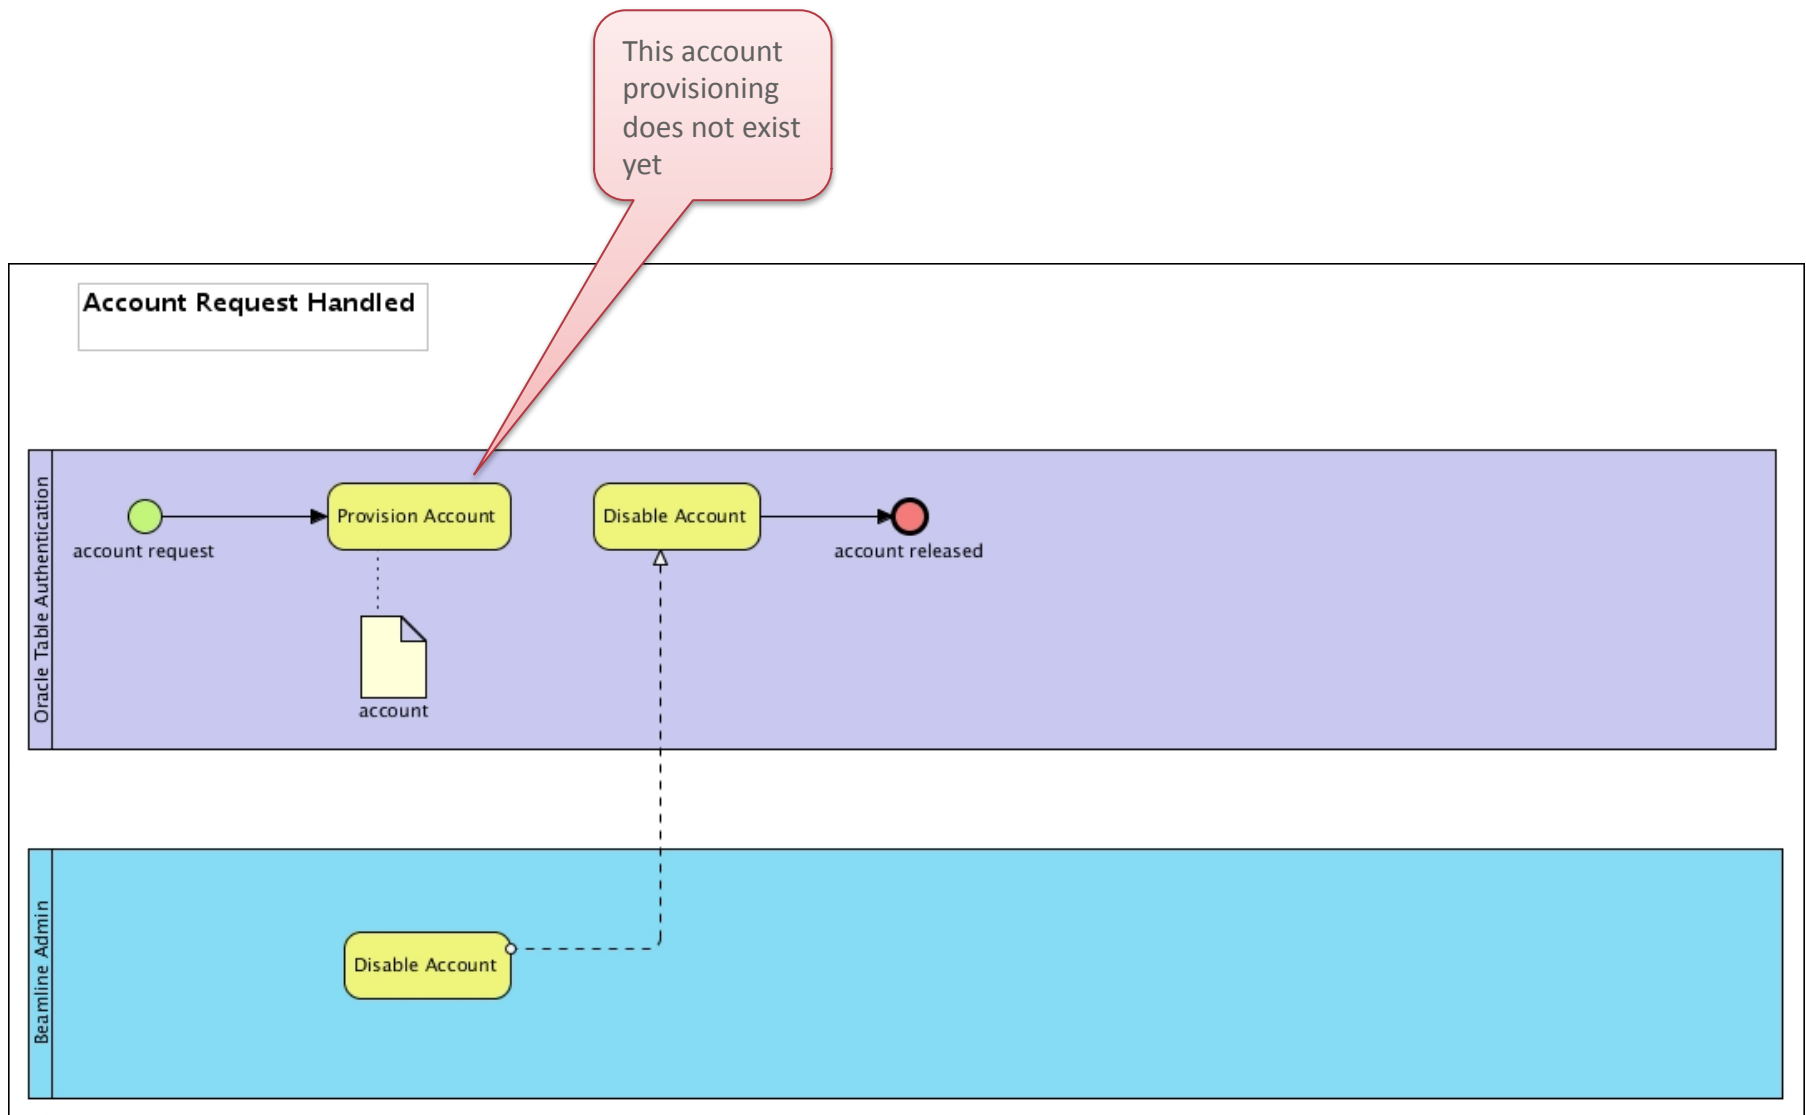 This account
provisioning
does not exist
yet
Account Request Handled
Oracle Table Authentication
Provision Account
Disable Account
account request
account released
account
Beamline Admin
Disable Account